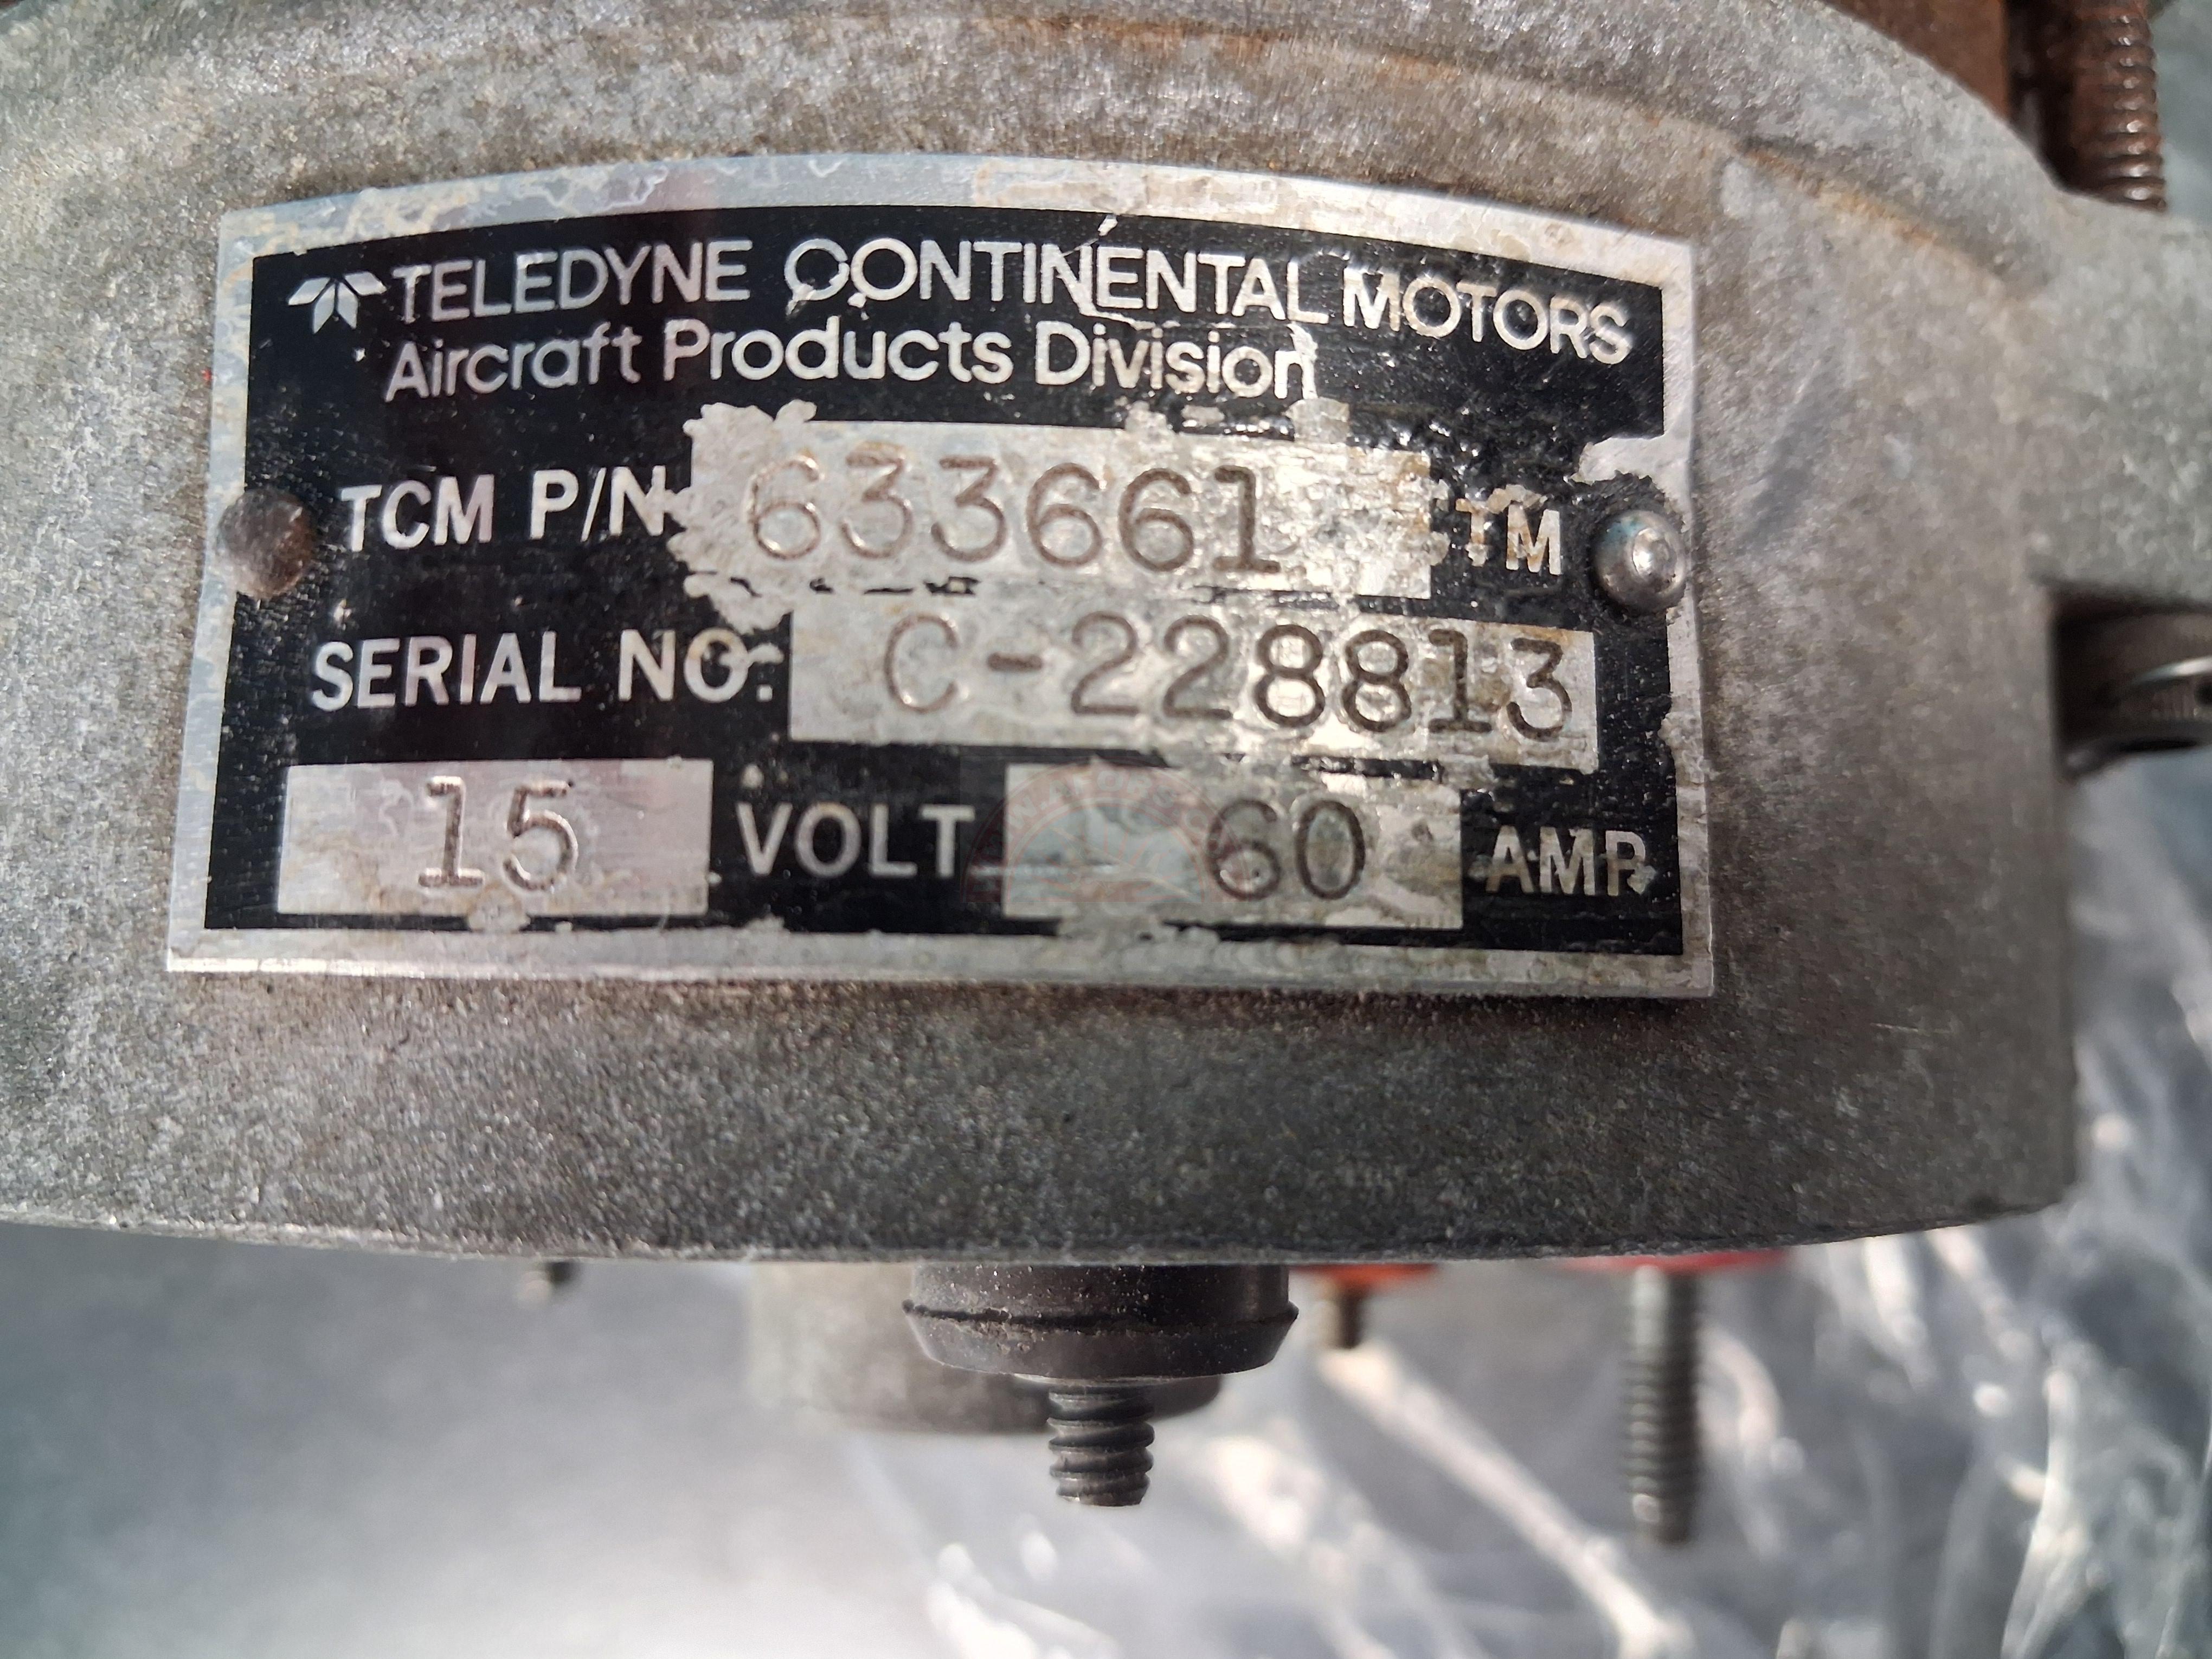 TELEDYNE CONTINENTAL MOTORS
Aircraft Products Division
TCM P/N 633661 TM
SERIAL NO: C-228813
15 VOLT 60 AMP